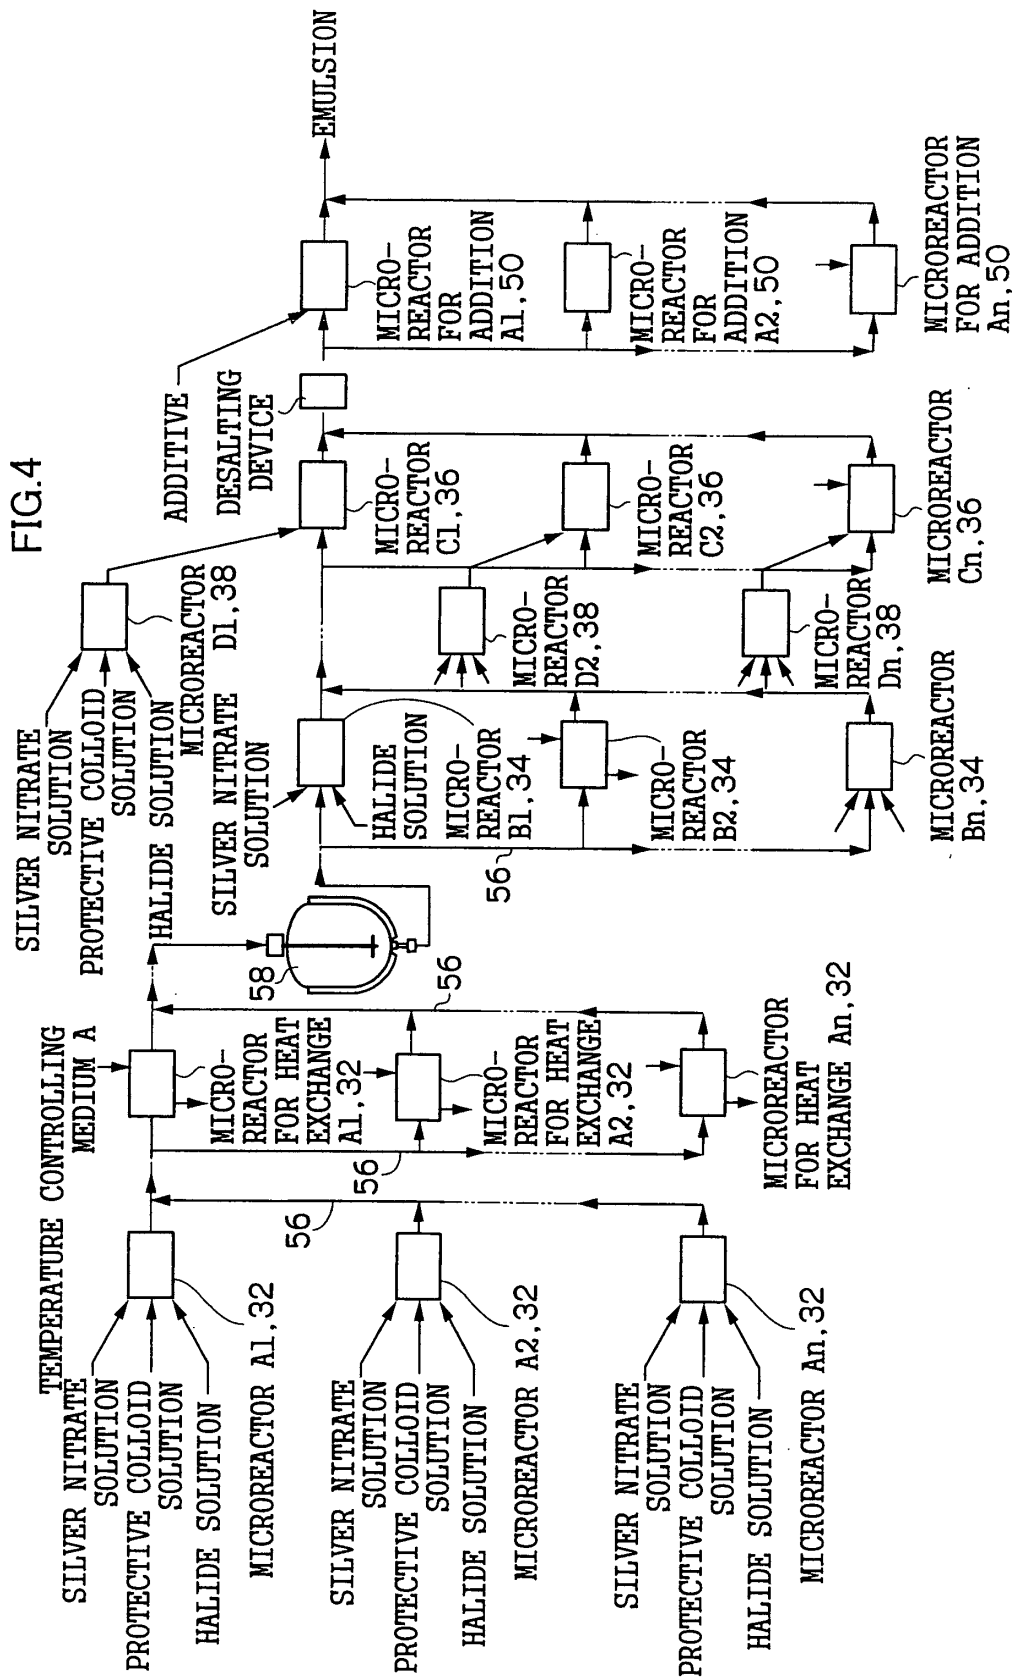 FIG.4
TEMPERATURE CONTROLLING
MEDIUM A
SILVER NITRATE
SOLUTION
PROTECTIVE COLLOID
SOLUTION
HALIDE SOLUTION
MICROREACTOR A1,32
SILVER NITRATE
SOLUTION
PROTECTIVE COLLOID
SOLUTION
HALIDE SOLUTION
MICROREACTOR A2,32
SILVER NITRATE
SOLUTION
PROTECTIVE COLLOID
SOLUTION
HALIDE SOLUTION
MICROREACTOR An,32
56
56
MICRO-
REACTOR
FOR HEAT
EXCHANGE
A1,32
MICRO-
REACTOR
FOR HEAT
EXCHANGE
A2,32
MICROREACTOR
FOR HEAT
EXCHANGE An,32
56
58
SILVER NITRATE
SOLUTION
PROTECTIVE COLLOID
SOLUTION
HALIDE SOLUTION
MICROREACTOR
D1,38
SILVER NITRATE
SOLUTION
HALIDE
SOLUTION
MICRO-
REACTOR
B1,34
56
MICRO-
REACTOR
B2,34
MICROREACTOR
Bn,34
MICRO-
REACTOR
D2,38
MICRO-
REACTOR
Dn,38
MICRO-
REACTOR
C1,36
MICRO-
REACTOR
C2,36
MICROREACTOR
Cn,36
ADDITIVE
DESALTING
DEVICE
MICRO-
REACTOR
FOR
ADDITION
A1,50
MICRO-
REACTOR
FOR
ADDITION
A2,50
MICROREACTOR
FOR ADDITION
An,50
EMULSION